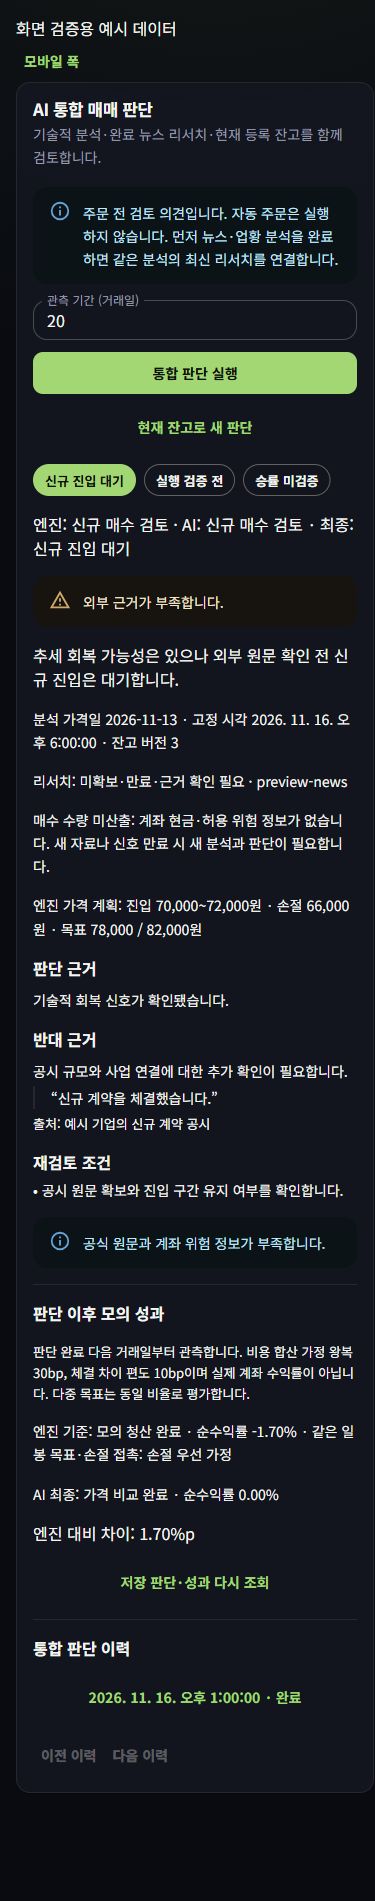 화면 검증용 예시 데이터
모바일 폭
AI 통합 매매 판단
기술적 분석·완료 뉴스 리서치·현재 등록 잔고를 함께
검토합니다.
주문 전 검토 의견입니다. 자동 주문은 실행
하지 않습니다. 먼저 뉴스·업황 분석을 완료
하면 같은 분석의 최신 리서치를 연결합니다.
관측 기간 (거래일)
20
통합 판단 실행
현재 잔고로 새 판단
신규 진입 대기 실행 검증 전 승률 미검증
엔진: 신규 매수 검토 · AI: 신규 매수 검토 · 최종:
신규 진입 대기
외부 근거가 부족합니다.
추세 회복 가능성은 있으나 외부 원문 확인 전 신
규 진입은 대기합니다.
분석 가격일 2026-11-13 · 고정 시각 2026. 11. 16. 오
후 6:00:00 · 잔고 버전 3
리서치: 미확보·만료·근거 확인 필요 · preview-news
매수 수량 미산출: 계좌 현금·허용 위험 정보가 없습니
다. 새 자료나 신호 만료 시 새 분석과 판단이 필요합니
다.
엔진 가격 계획: 진입 70,000~72,000원 · 손절 66,000
원 · 목표 78,000 / 82,000원
판단 근거
기술적 회복 신호가 확인됐습니다.
반대 근거
공시 규모와 사업 연결에 대한 추가 확인이 필요합니다.
“신규 계약을 체결했습니다.”
출처: 예시 기업의 신규 계약 공시
재검토 조건
• 공시 원문 확보와 진입 구간 유지 여부를 확인합니다.
공식 원문과 계좌 위험 정보가 부족합니다.
판단 이후 모의 성과
판단 완료 다음 거래일부터 관측합니다. 비용 합산 가정 왕복
30bp, 체결 차이 편도 10bp이며 실제 계좌 수익률이 아닙니
다. 다중 목표는 동일 비율로 평가합니다.
엔진 기준: 모의 청산 완료 · 순수익률 -1.70% · 같은 일
봉 목표·손절 접촉: 손절 우선 가정
AI 최종: 가격 비교 완료 · 순수익률 0.00%
엔진 대비 차이: 1.70%p
저장 판단·성과 다시 조회
통합 판단 이력
2026. 11. 16. 오후 1:00:00 · 완료
이전 이력 다음 이력